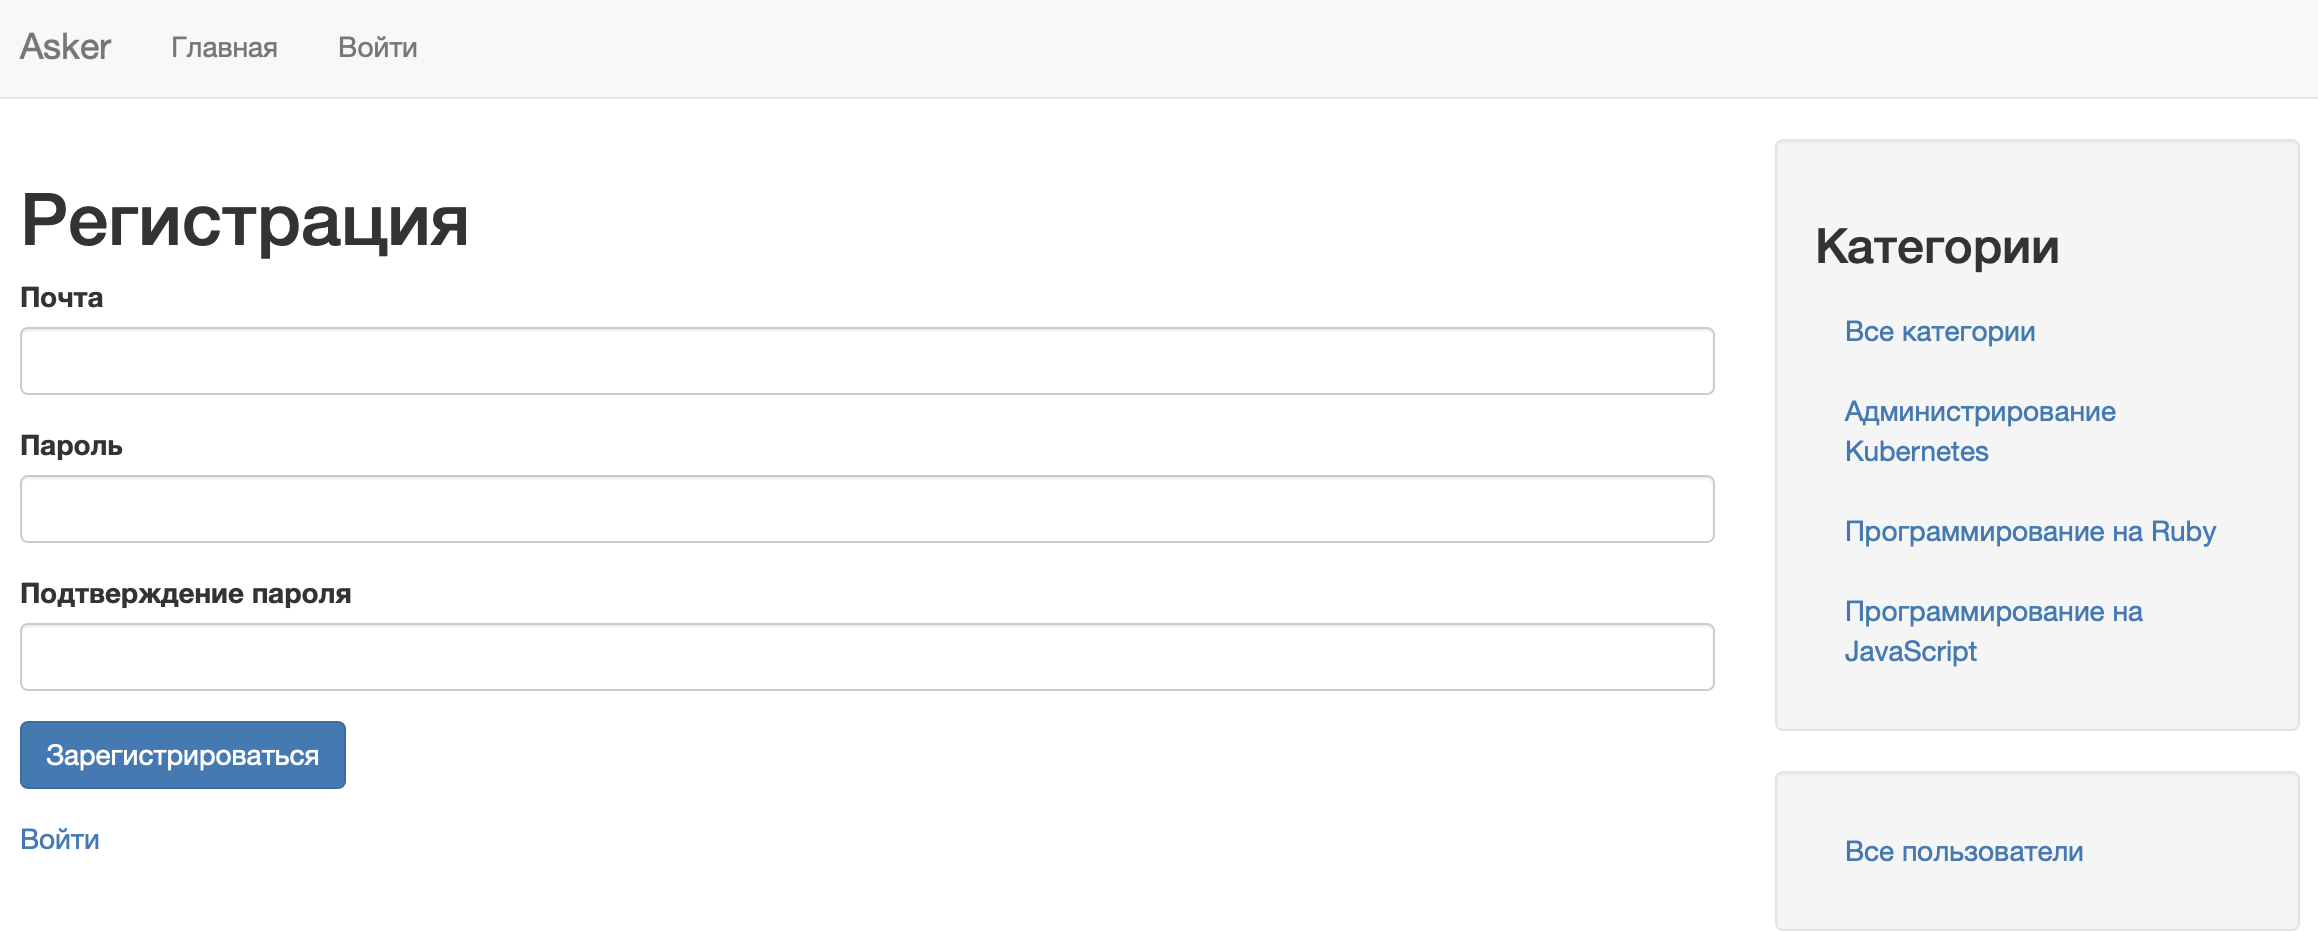 Asker Главная Войти
Регистрация
Почта
Пароль
Подтверждение пароля
Зарегистрироваться
Войти
Категории
Все категории
Администрирование
Kubernetes
Программирование на Ruby
Программирование на
JavaScript
Все пользователи